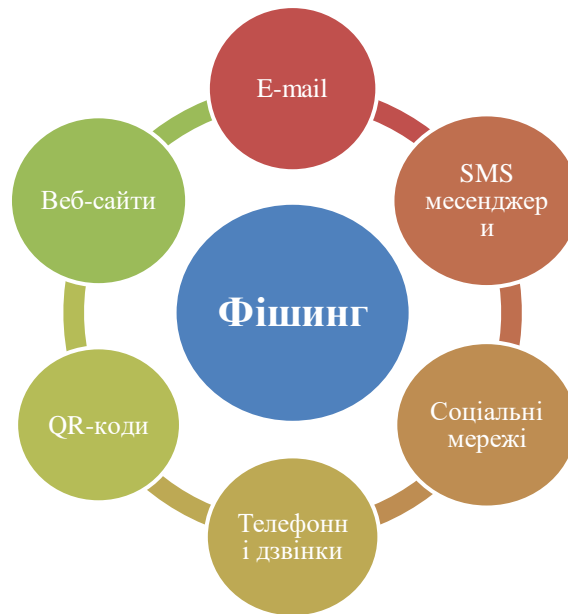 E-mail
SMS
месенджер
и
Соціальні
мережі
Телефонн
і дзвінки
QR-коди
Веб-сайти
Фішинг